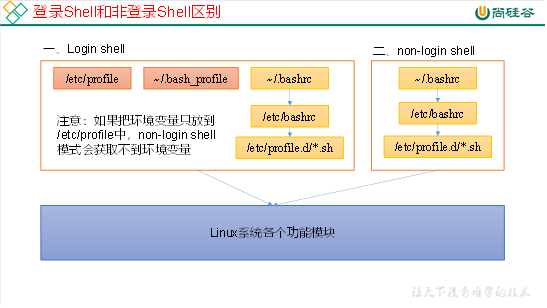 登录Shell和非登录Shell区别
尚硅谷
一、Login shell
二、non-login shell
/etc/profile
~/.bash_profile
~/.bashrc
~/.bashrc
注意：如果把环境变量只放到
/etc/profile中，non-login shell
模式会获取不到环境变量
/etc/bashrc
/etc/bashrc
/etc/profile.d/*.sh
/etc/profile.d/*.sh
Linux系统各个功能模块
让天下没有难学的技术